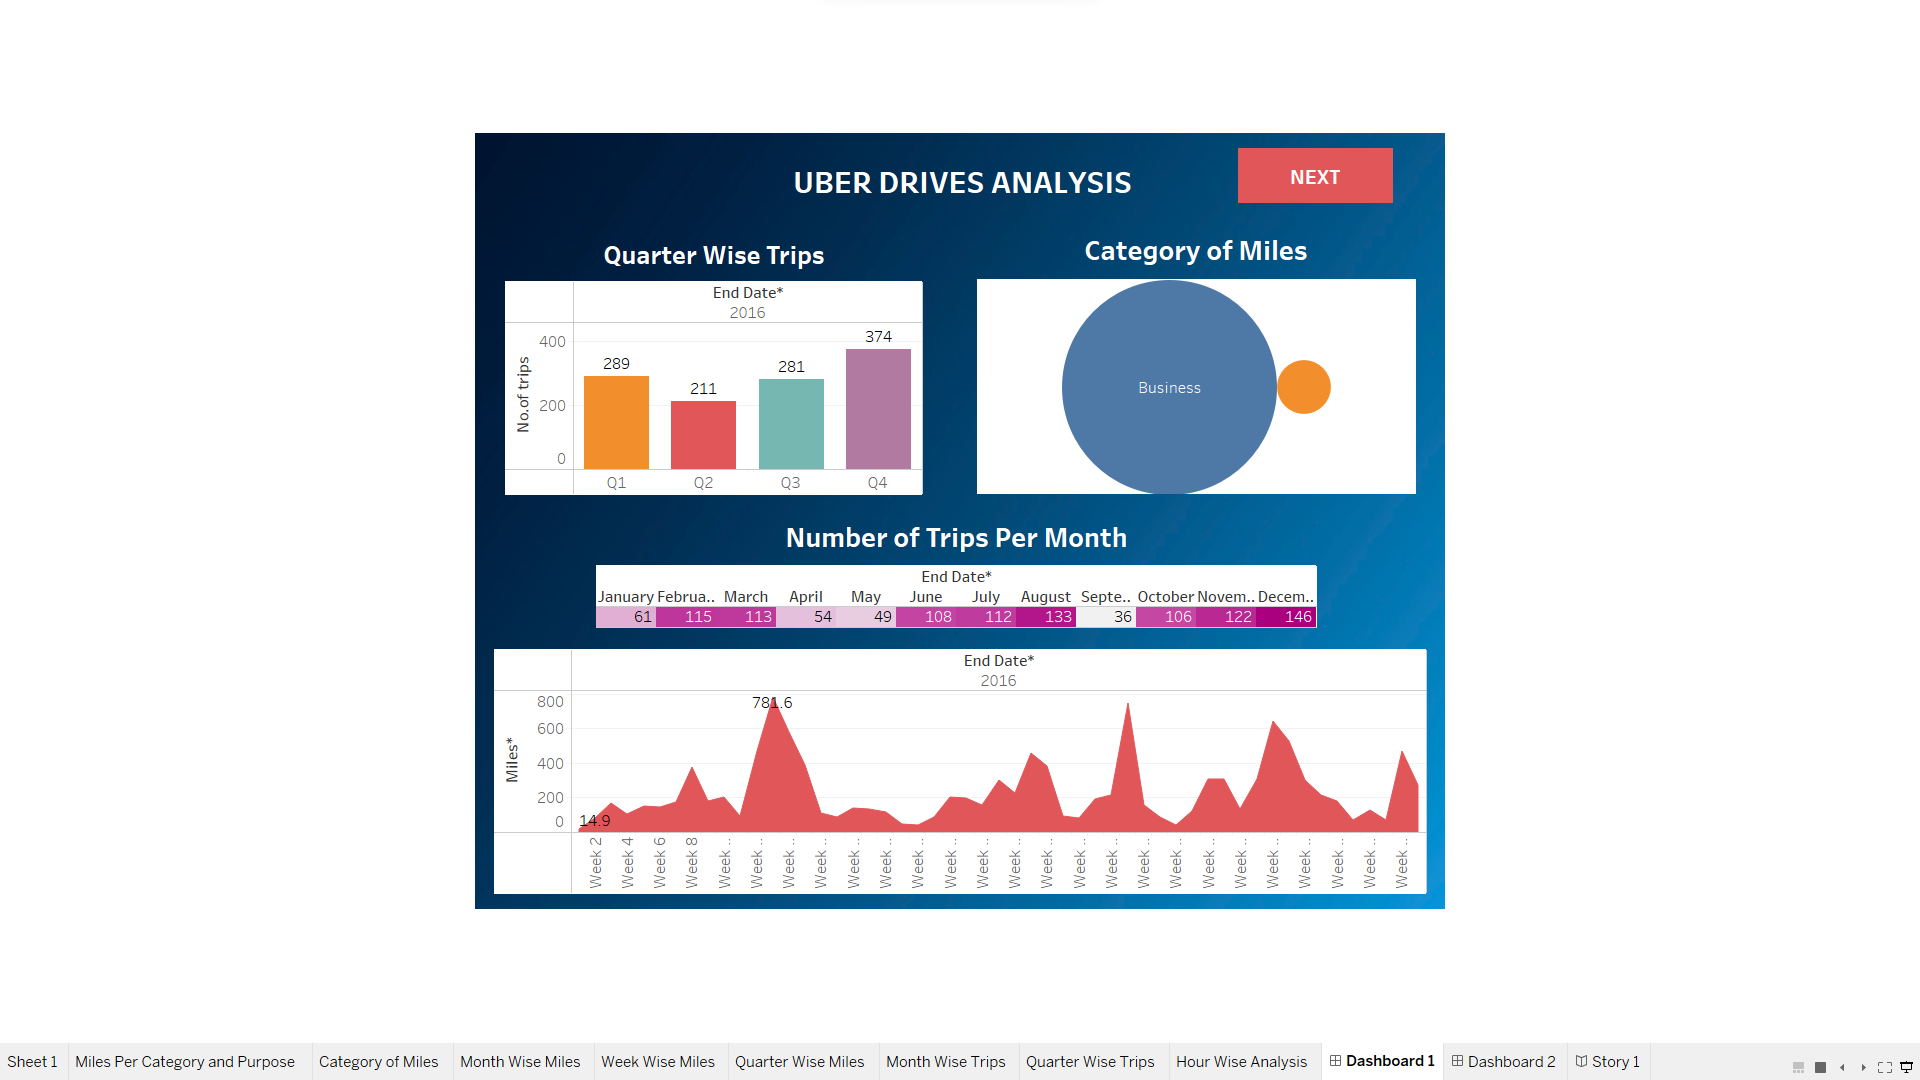 UBER DRIVES ANALYSIS
NEXT
Quarter Wise Trips
End Date*
2016
No.of trips
400
200
0
289
211
281
374
Q1 Q2 Q3 Q4
Category of Miles
Business
Number of Trips Per Month
End Date*
January Februa.. March April May June July August Septe.. October Novem.. Decem..
61 115 113 54 49 108 112 133 36 106 122 146
End Date*
2016
Miles*
800
600
400
200
0
781.6
14.9
Week 2 Week 4 Week 6 Week 8 Week .. Week .. Week .. Week .. Week .. Week .. Week .. Week .. Week .. Week .. Week .. Week .. Week .. Week .. Week .. Week .. Week .. Week .. Week .. Week .. Week .. Week ..
Sheet 1 Miles Per Category and Purpose Category of Miles Month Wise Miles Week Wise Miles Quarter Wise Miles Month Wise Trips Quarter Wise Trips Hour Wise Analysis Dashboard 1 Dashboard 2 Story 1